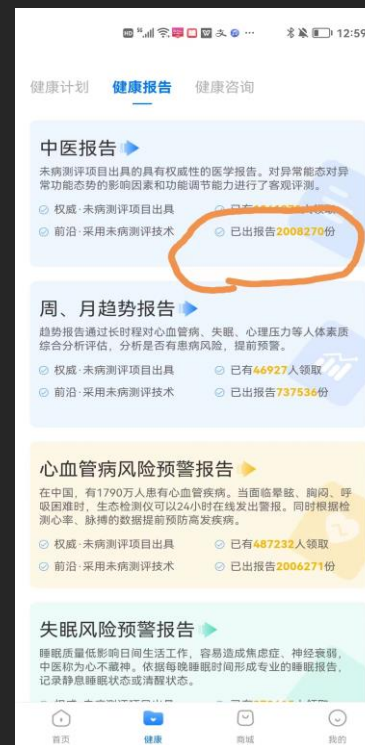 12:59
健康计划 健康报告 健康咨询
中医报告
未病测评项目出具的具有权威性的医学报告。对异常能态对异
常功能态势的影响因素和功能调节能力进行了客观评测。
权威·未病测评项目出具 已有 人领取
前沿·采用未病测评技术 已出报告2008270份
周、月趋势报告
趋势报告通过长时程对心血管病、失眠、心理压力等人体素质
综合分析评估，分析是否有患病风险，提前预警。
权威·未病测评项目出具 已有46927人领取
前沿·采用未病测评技术 已出报告737536份
心血管病风险预警报告
在中国，有1790万人患有心血管疾病。当面临晕眩、胸闷、呼
吸困难时，生态检测仪可以24小时在线发出警报。同时根据检
测心率、脉搏的数据提前预防高发疾病。
权威·未病测评项目出具 已有487232人领取
前沿·采用未病测评技术 已出报告2006271份
失眠风险预警报告
睡眠质量低影响日间生活工作，容易造成焦虑症、神经衰弱，
中医称为心不藏神。依据每晚睡眠时间形成专业的睡眠报告，
记录静息睡眠状态或清醒状态。
首页 健康 商城 我的